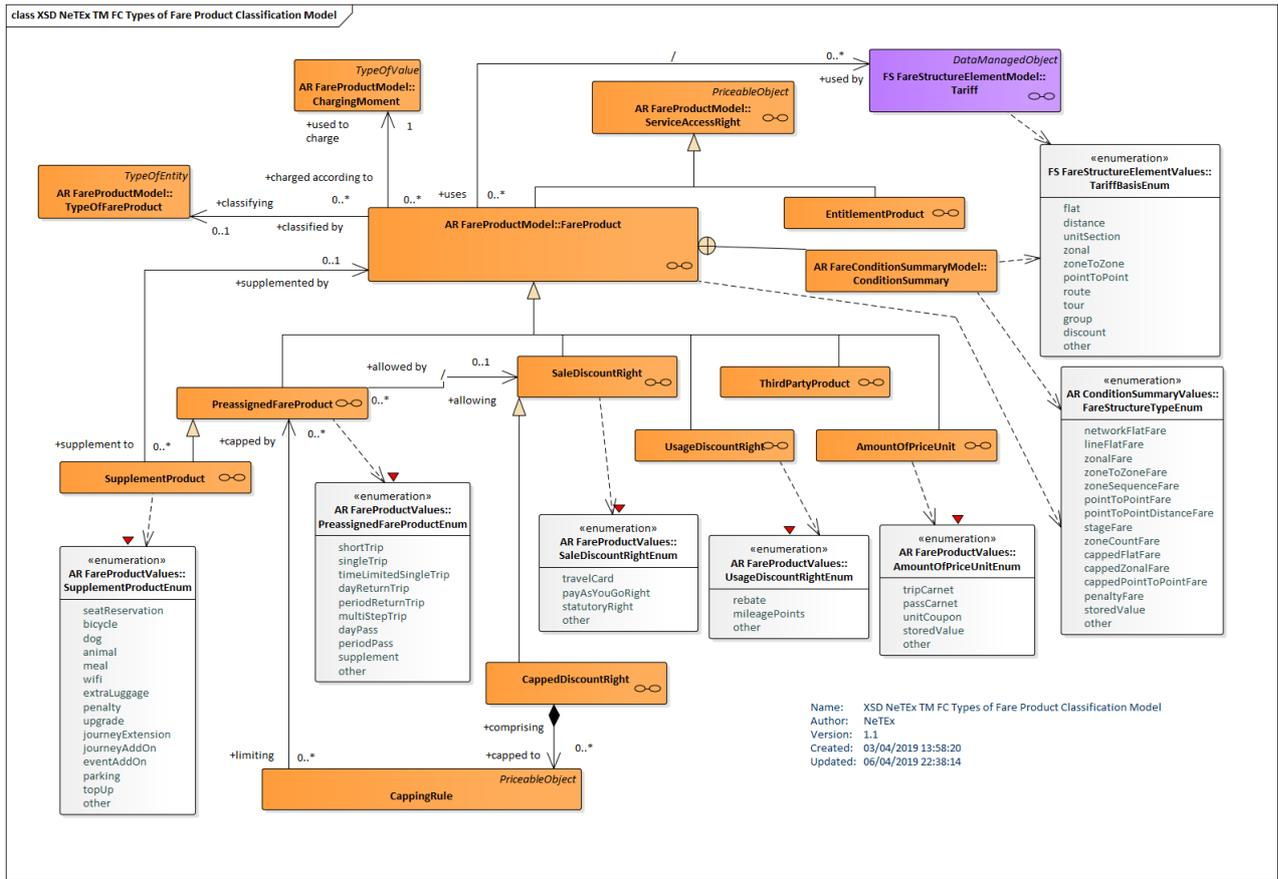 class XSD NeTEx TM FC Types of Fare Product Classification Model
TypeOfValue
AR FareProductModel::
ChargingMoment
+used to
charge
1
/
0..*
+used by
DataManagedObject
FS FareStructureElementModel::
Tariff
PriceableObject
AR FareProductModel::
ServiceAccessRight
TypeOfEntity
AR FareProductModel::
TypeOfFareProduct
+charged according to
0..*
0..*
+uses
0..*
+classifying
0..1
+classified by
AR FareProductModel::FareProduct
EntitlementProduct
AR FareConditionSummaryModel::
ConditionSummary
«enumeration»
FS FareStructureElementValues::
TariffBasisEnum
flat
distance
unitSection
zonal
zoneToZone
pointToPoint
route
tour
group
discount
other
0..1
+supplemented by
+allowed by
/
0..1
0..*
+allowing
SaleDiscountRight
ThirdPartyProduct
PreassignedFareProduct
+capped by
0..*
UsageDiscountRight
AmountOfPriceUnit
+supplement to
0..*
SupplementProduct
«enumeration»
AR ConditionSummaryValues::
FareStructureTypeEnum
networkFlatFare
lineFlatFare
zonalFare
zoneToZoneFare
zoneSequenceFare
pointToPointFare
pointToPointDistanceFare
stageFare
zoneCountFare
cappedFlatFare
cappedZonalFare
cappedPointToPointFare
penaltyFare
storedValue
other
«enumeration»
AR FareProductValues::
SupplementProductEnum
seatReservation
bicycle
dog
animal
meal
wifi
extraLuggage
penalty
upgrade
journeyExtension
journeyAddOn
eventAddOn
parking
topUp
other
«enumeration»
AR FareProductValues::
PreassignedFareProductEnum
shortTrip
singleTrip
timeLimitedSingleTrip
dayReturnTrip
periodReturnTrip
multiStepTrip
dayPass
periodPass
supplement
other
«enumeration»
AR FareProductValues::
SaleDiscountRightEnum
travelCard
payAsYouGoRight
statutoryRight
other
«enumeration»
AR FareProductValues::
UsageDiscountRightEnum
rebate
mileagePoints
other
«enumeration»
AR FareProductValues::
AmountOfPriceUnitEnum
tripCarnet
passCarnet
unitCoupon
storedValue
other
CappedDiscountRight
+comprising
+capped to
0..*
+limiting
0..*
PriceableObject
CappingRule
Name: XSD NeTEx TM FC Types of Fare Product Classification Model
Author: NeTEx
Version: 1.1
Created: 03/04/2019 13:58:20
Updated: 06/04/2019 22:38:14